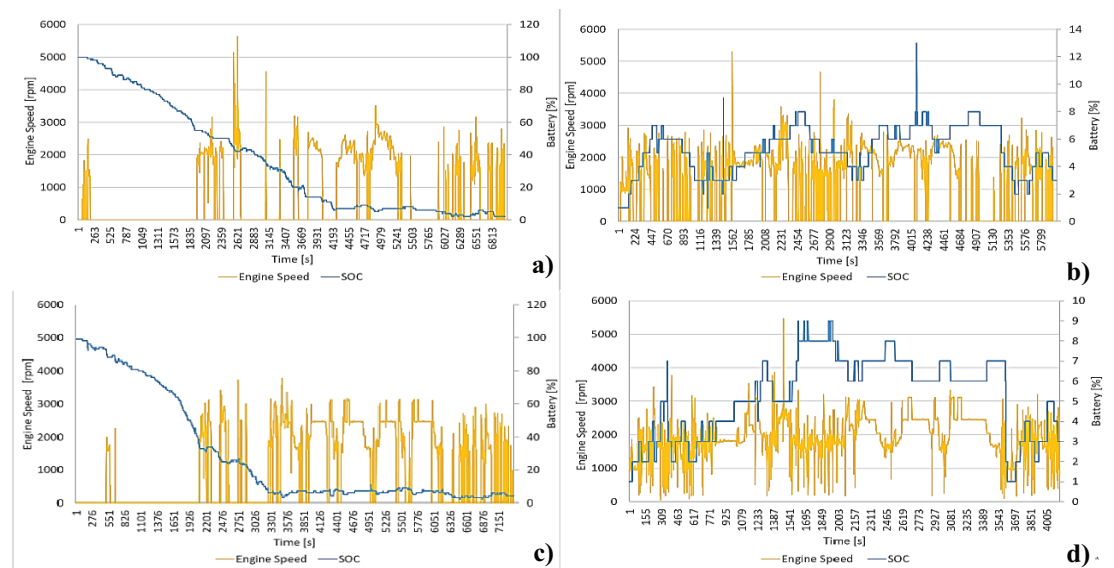 6000
5000
4000
3000
2000
1000
0
Engine Speed [rpm]
120
100
80
60
40
20
0
Battery [%]
1 263 525 787 1049 1311 1573 1835 2097 2359 2621 2883 3145 3407 3669 3931 4193 4455 4717 4979 5241 5503 5765 6027 6289 6551 6813
Time [s]
Engine Speed SOC
a)
6000
5000
4000
3000
2000
1000
0
Engine Speed [rpm]
14
12
10
8
6
4
2
0
Battery [%]
1 224 447 670 893 1116 1339 1562 1785 2008 2231 2454 2677 2900 3123 3346 3569 3792 4015 4238 4461 4684 4907 5130 5353 5576 5799
Time [s]
Engine Speed SOC
b)
6000
5000
4000
3000
2000
1000
0
Engine Speed [rpm]
120
100
80
60
40
20
0
Battery [%]
1 276 551 826 1101 1376 1651 1926 2201 2476 2751 3026 3301 3576 3851 4126 4401 4676 4951 5226 5501 5776 6051 6326 6601 6876 7151
Time [s]
Engine Speed SOC
c)
6000
5000
4000
3000
2000
1000
0
Engine Speed [rpm]
10
9
8
7
6
5
4
3
2
1
0
Battery [%]
1 155 309 463 617 771 925 1079 1233 1387 1541 1695 1849 2003 2157 2311 2465 2619 2773 2927 3081 3235 3389 3543 3697 3851 4005
Time [s]
Engine Speed SOC
d)